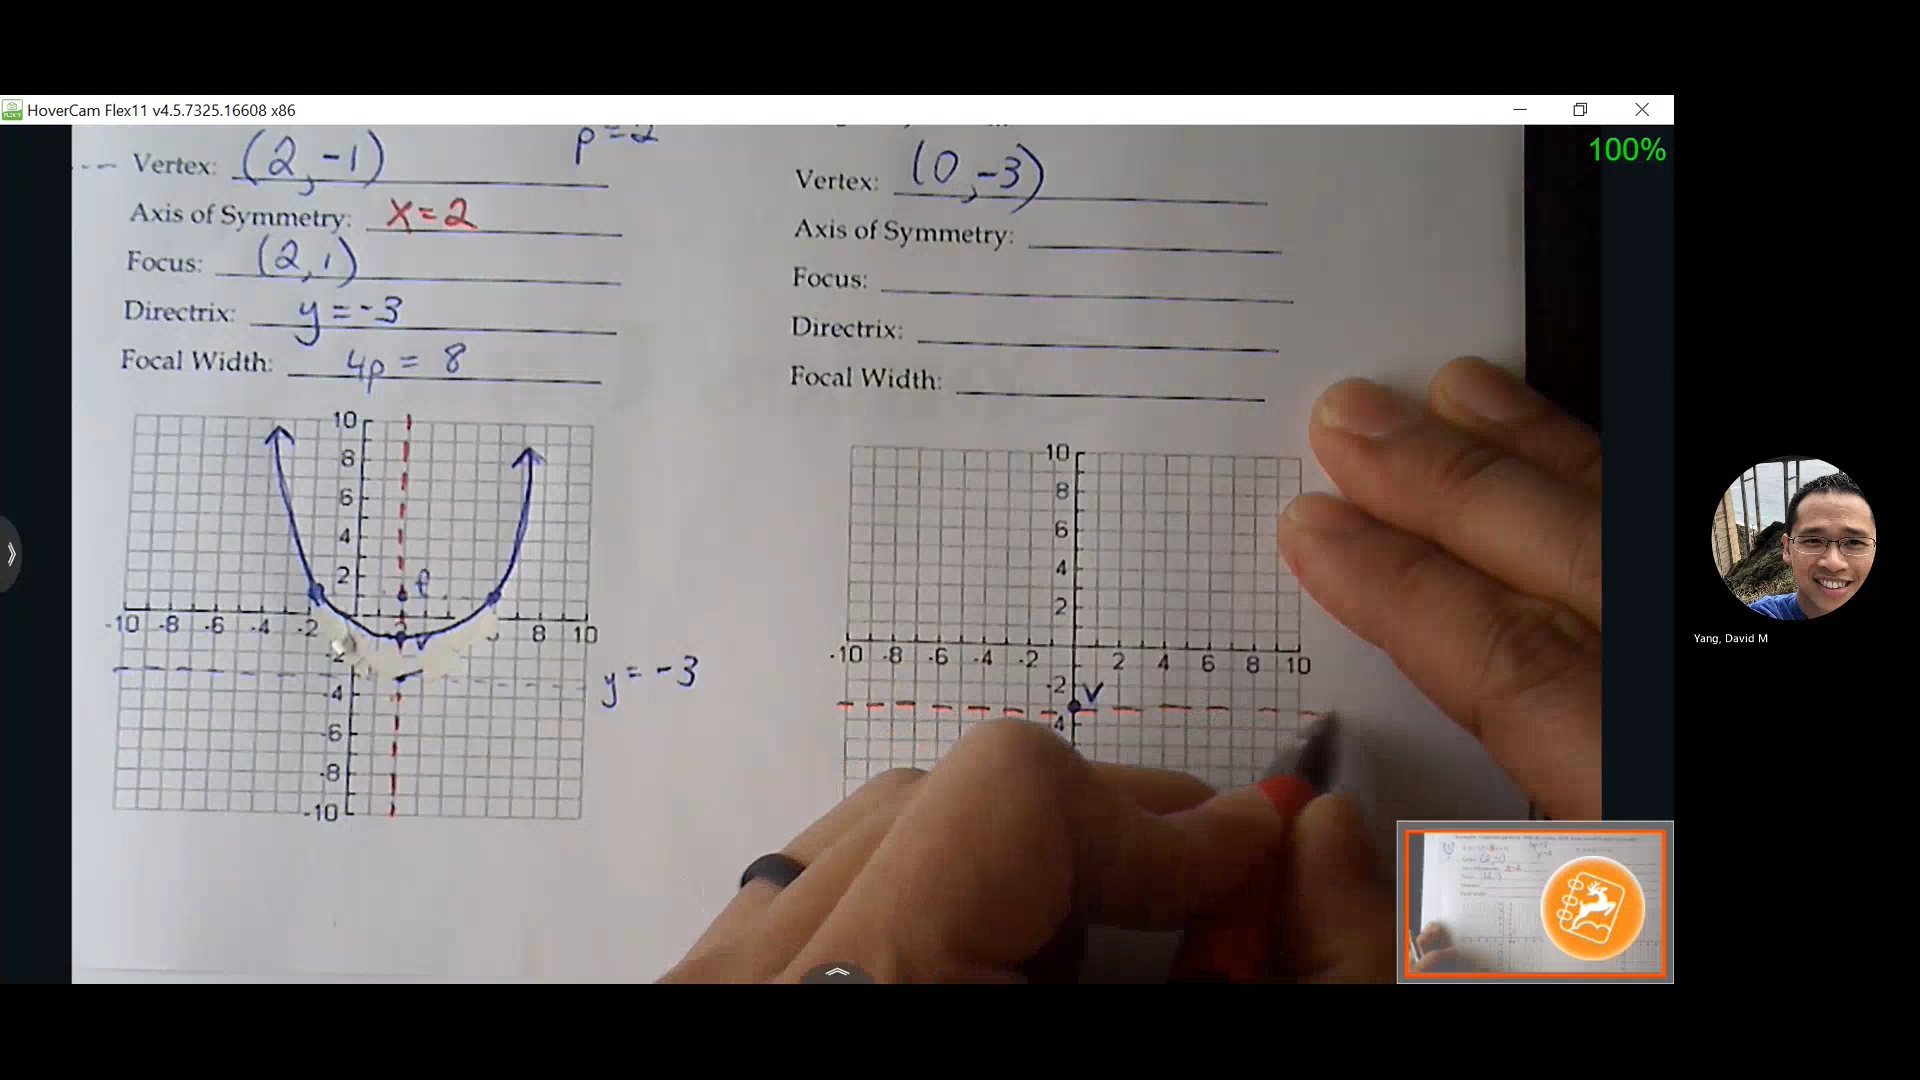 HoverCam Flex11 v4.5.7325.16608 x86
100%
p = 2
Vertex: (2, -1)
Axis of Symmetry: x = 2
Focus: (2, 1)
Directrix: y = -3
Focal Width: 4p = 8
10
8
6
4
2
-10 -8 -6 -4 -2 8 10
-2
-4
-6
-8
-10
f
V
y = -3
Vertex: (0, -3)
Axis of Symmetry:
Focus:
Directrix:
Focal Width:
10
8
6
4
2
-10 -8 -6 -4 -2 2 4 6 8 10
-2
4
V
Yang, David M